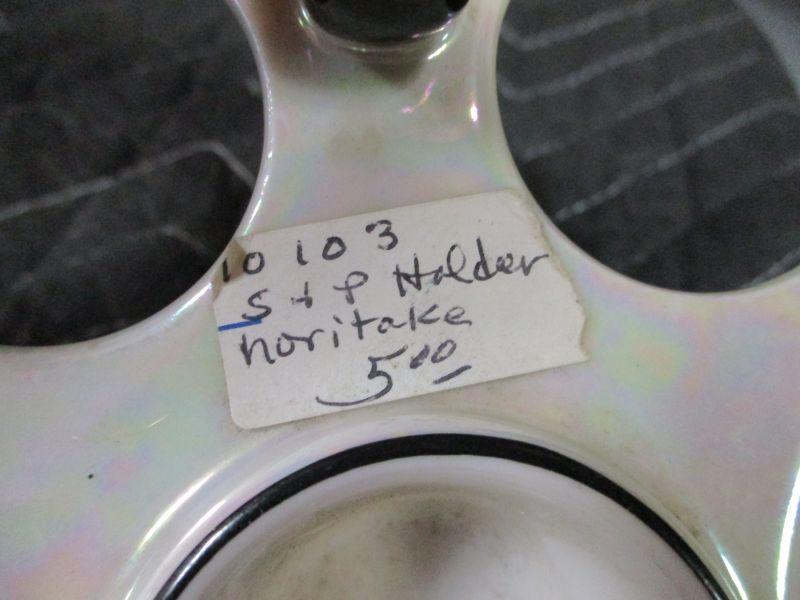 10103
S + P Holder
noritake
5.00